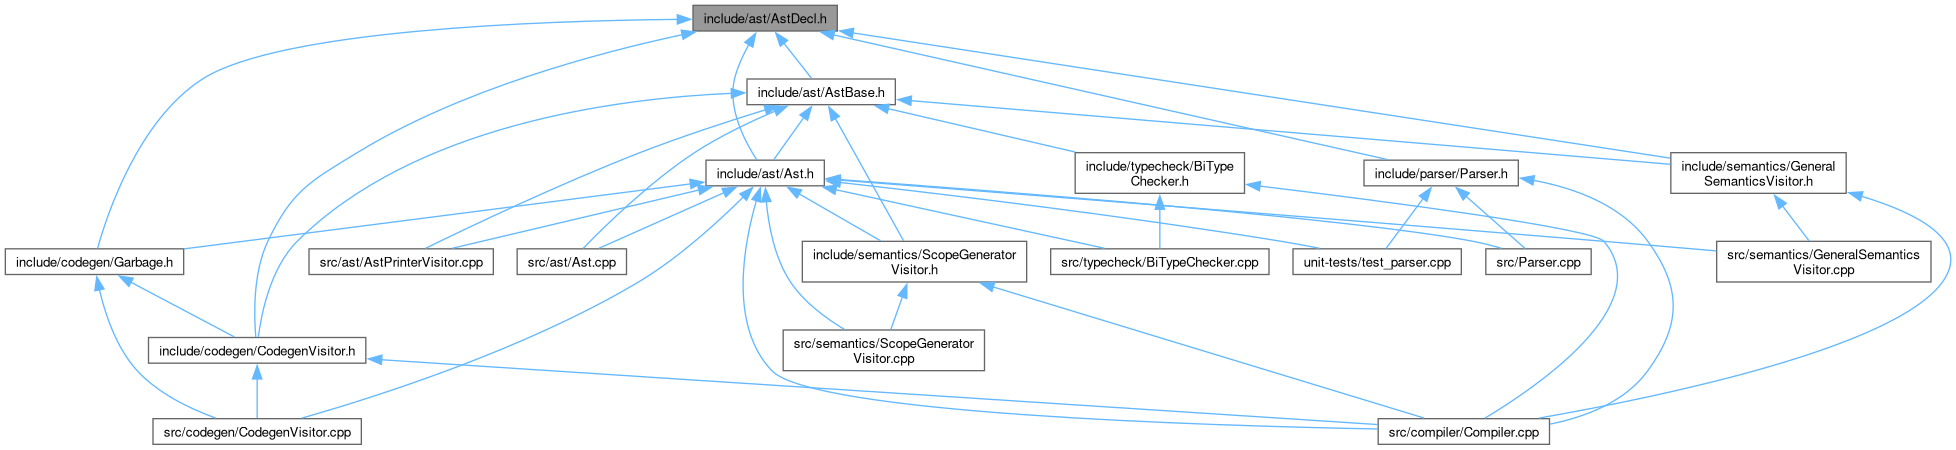 include/ast/AstDecl.h
include/ast/AstBase.h
include/ast/Ast.h
include/typecheck/BiType
Checker.h
include/parser/Parser.h
include/semantics/General
SemanticsVisitor.h
include/codegen/Garbage.h
src/ast/AstPrinterVisitor.cpp
src/ast/Ast.cpp
include/semantics/ScopeGenerator
Visitor.h
src/typecheck/BiTypeChecker.cpp
unit-tests/test_parser.cpp
src/Parser.cpp
src/semantics/GeneralSemantics
Visitor.cpp
include/codegen/CodegenVisitor.h
src/semantics/ScopeGenerator
Visitor.cpp
src/codegen/CodegenVisitor.cpp
src/compiler/Compiler.cpp